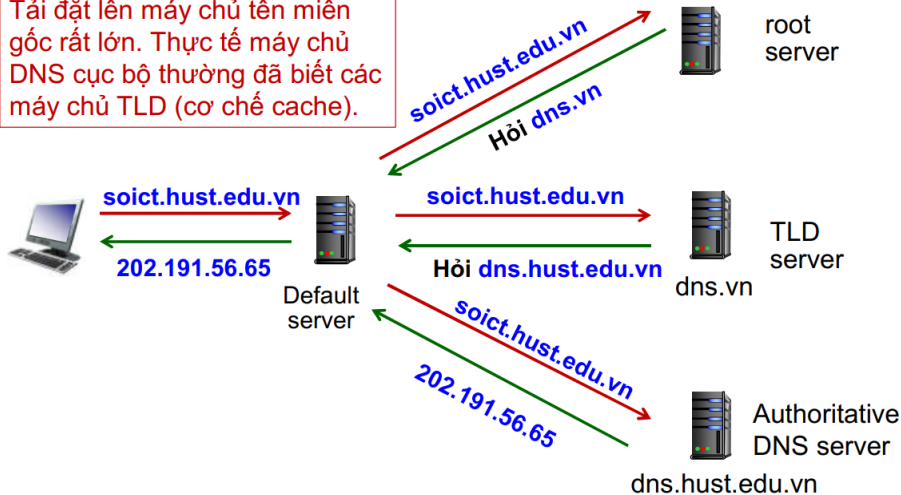 Tải đặt lên máy chủ tên miền
gốc rất lớn. Thực tế máy chủ
DNS cục bộ thường đã biết các
máy chủ TLD (cơ chế cache).
soict.hust.edu.vn
Hỏi dns.vn
root
server
soict.hust.edu.vn
202.191.56.65
Default
server
soict.hust.edu.vn
Hỏi dns.hust.edu.vn
TLD
server
dns.vn
soict.hust.edu.vn
202.191.56.65
Authoritative
DNS server
dns.hust.edu.vn